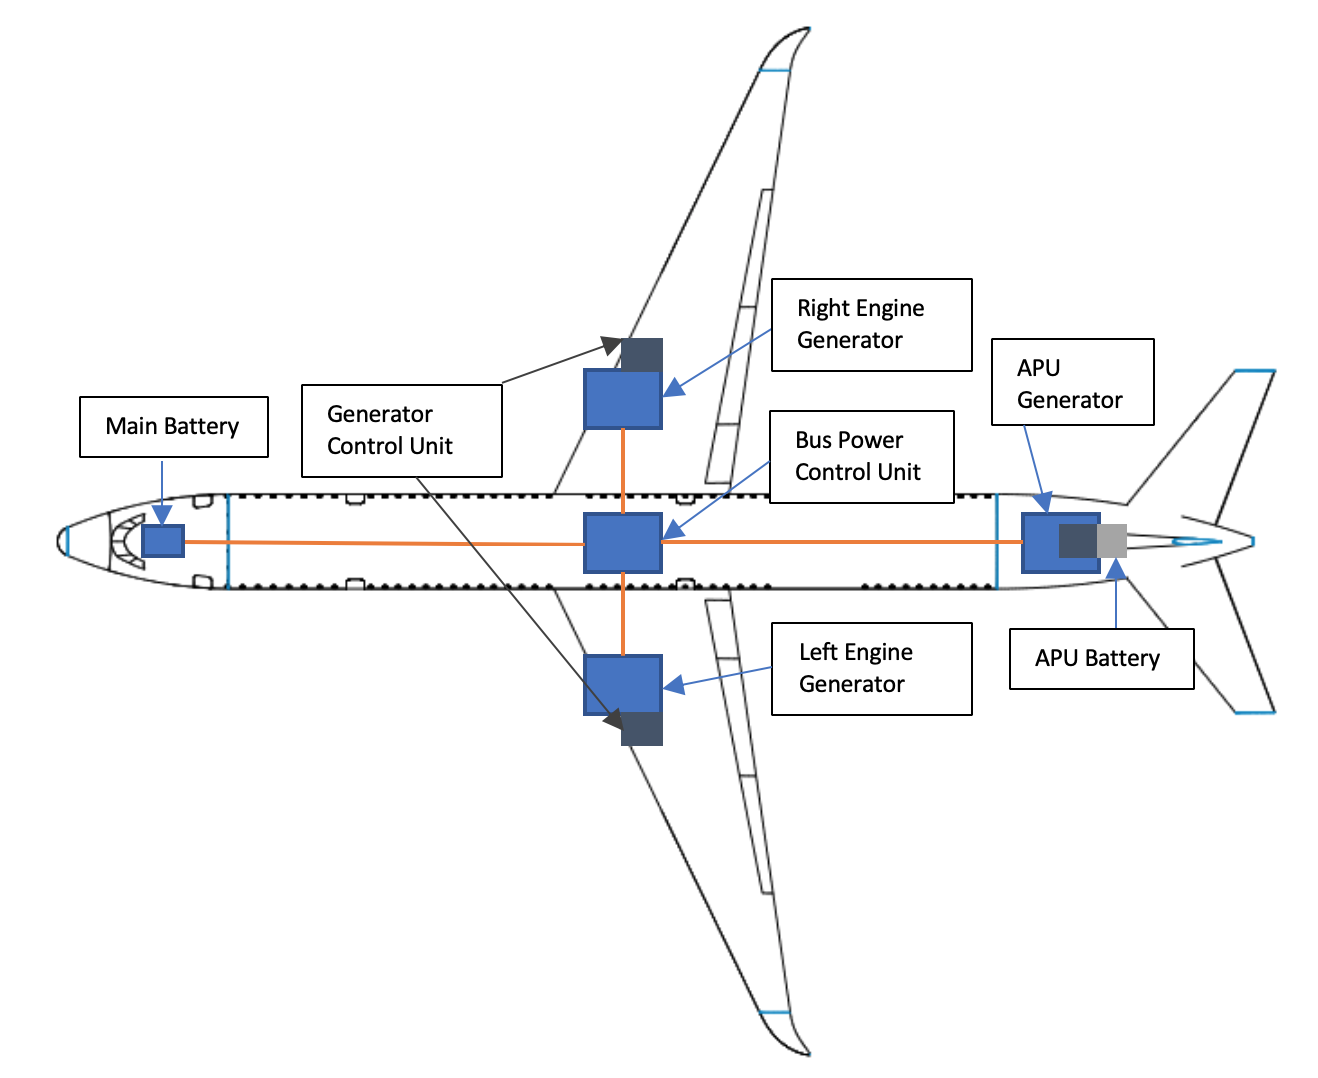 Right Engine
Generator
APU
Generator
Main Battery
Generator
Control Unit
Bus Power
Control Unit
Left Engine
Generator
APU Battery